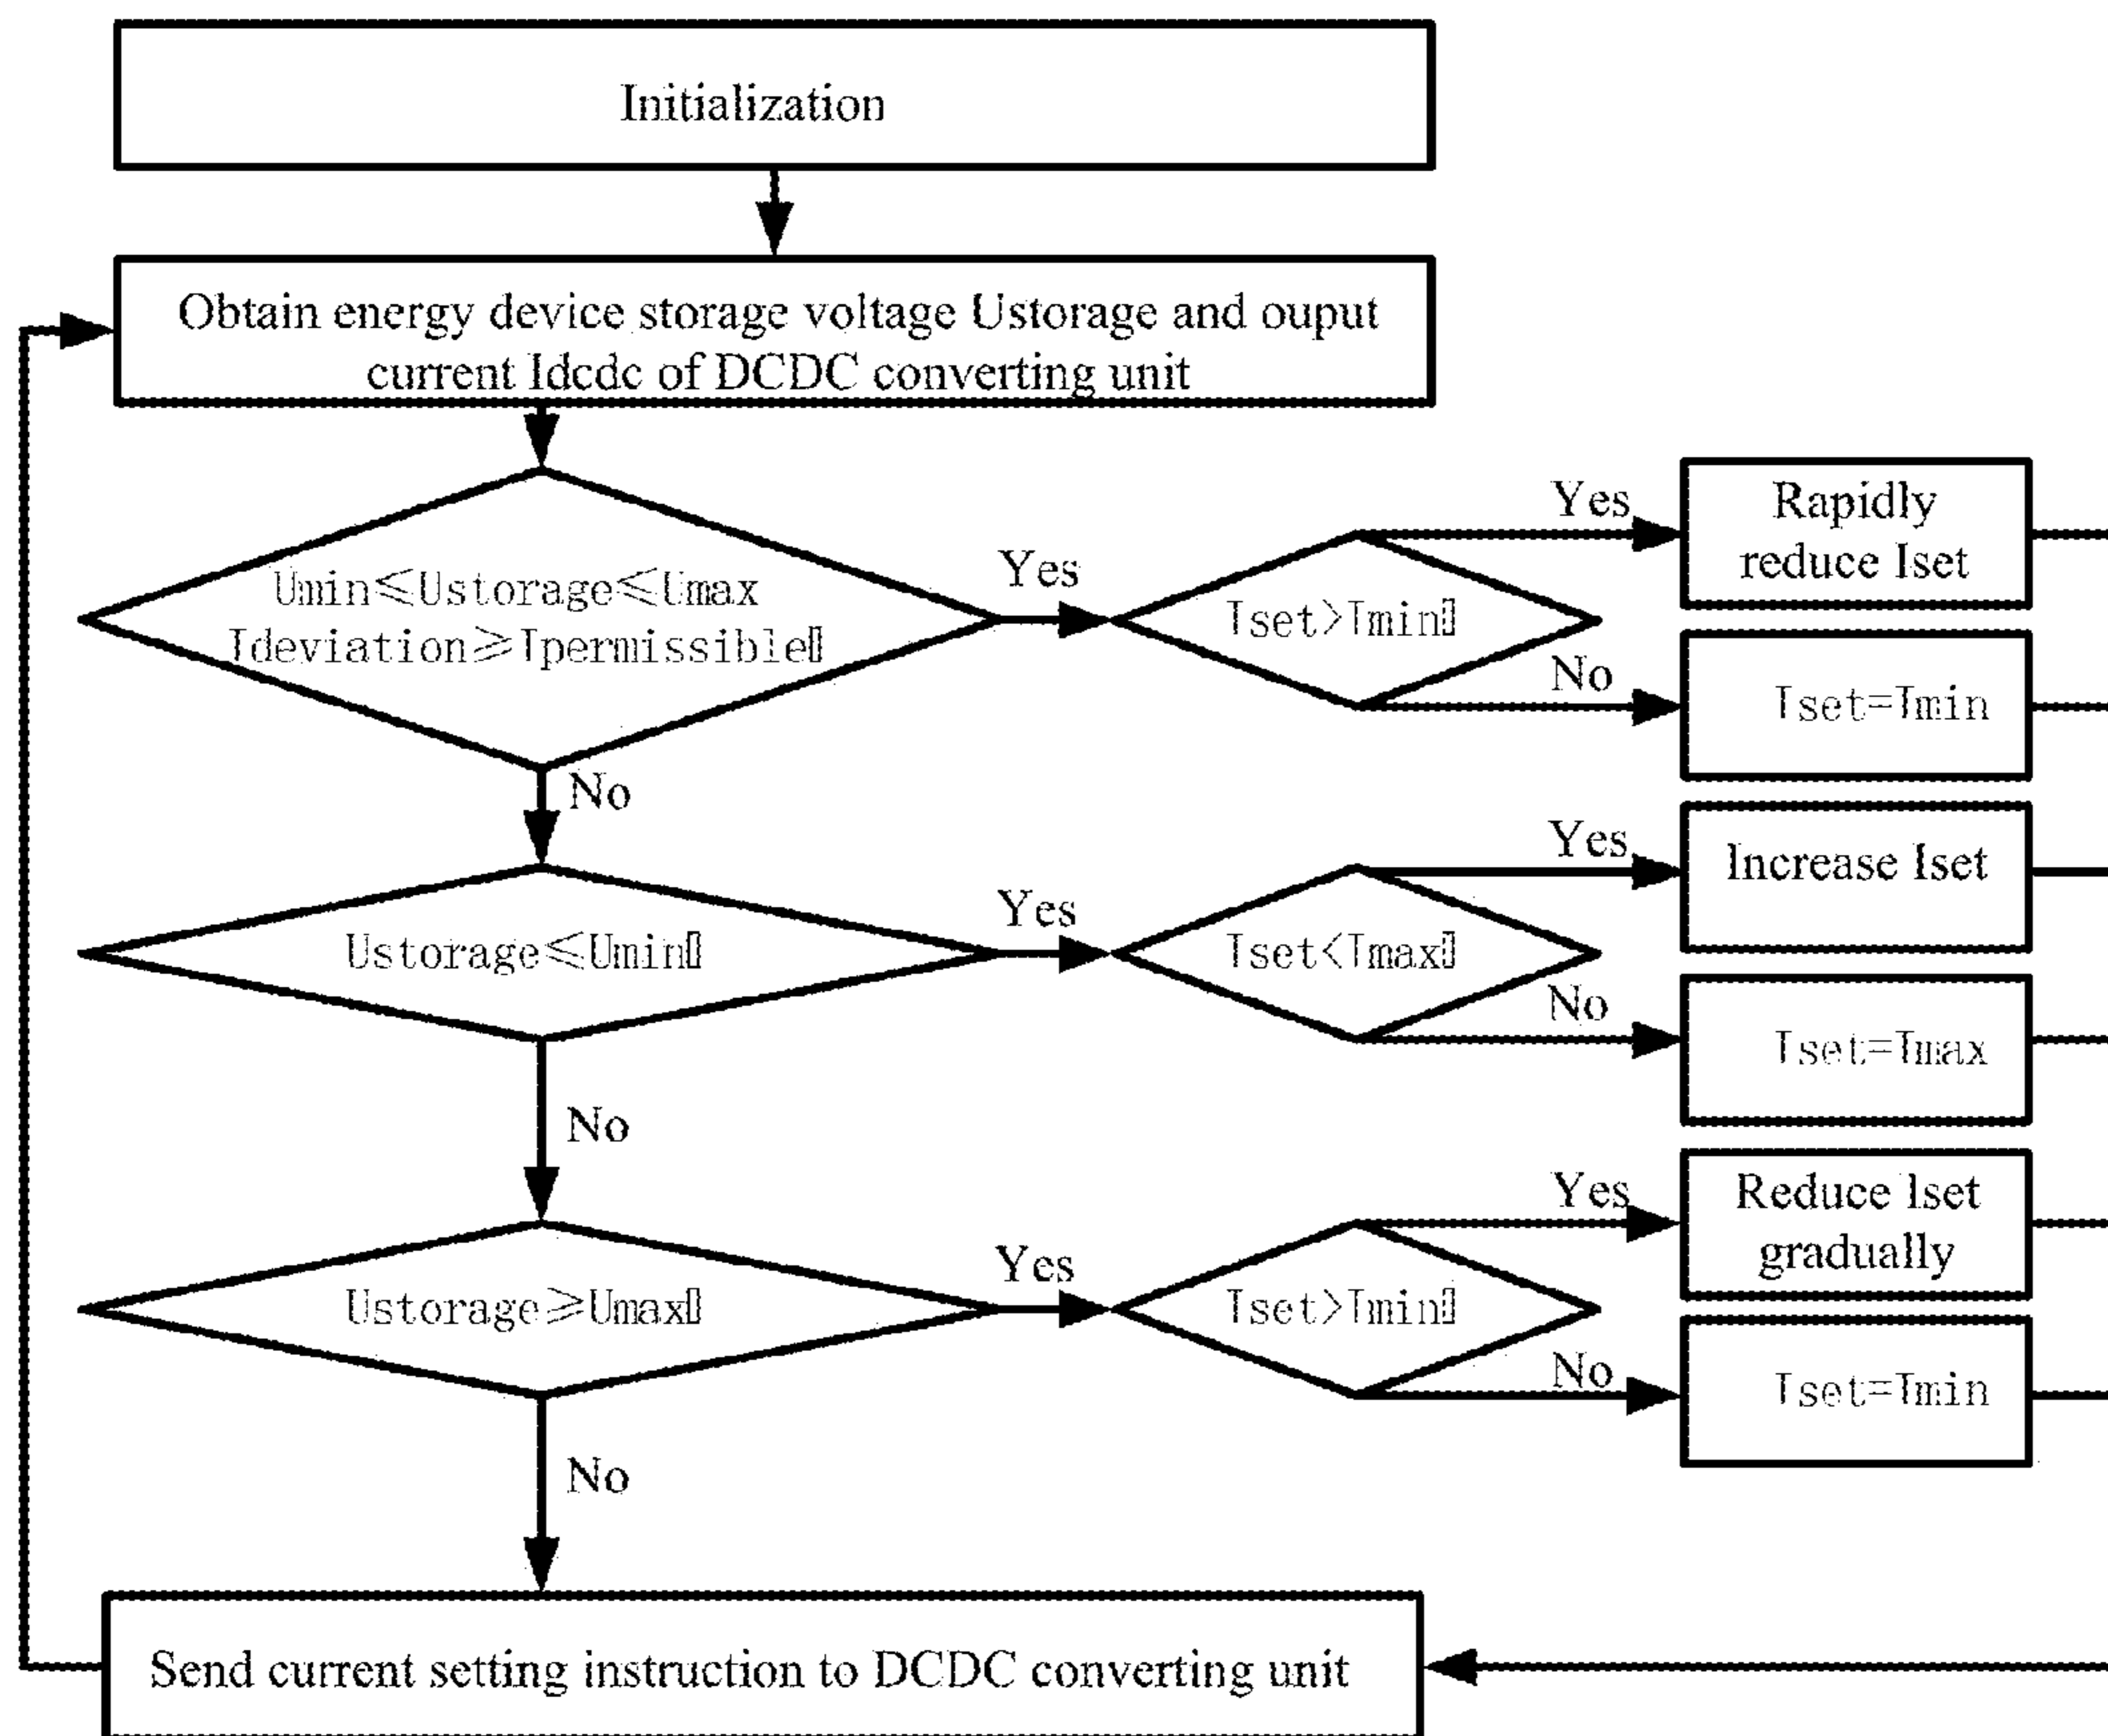 Initialization
Obtain energy device storage voltage Ustorage and ouput
current Idcdc of DCDC converting unit
Umin≤Ustorage≤Umax
Ideviation≥Ipermissible
Yes
Iset>Imin
Yes
Rapidly
reduce Iset
No
Iset=Imin
No
Ustorage≤Umin
Yes
Iset<Imax
Yes
Increase Iset
No
Iset=Imax
No
Ustorage≥Umax
Yes
Iset>Imin
Yes
Reduce Iset
gradually
No
Iset=Imin
No
Send current setting instruction to DCDC converting unit